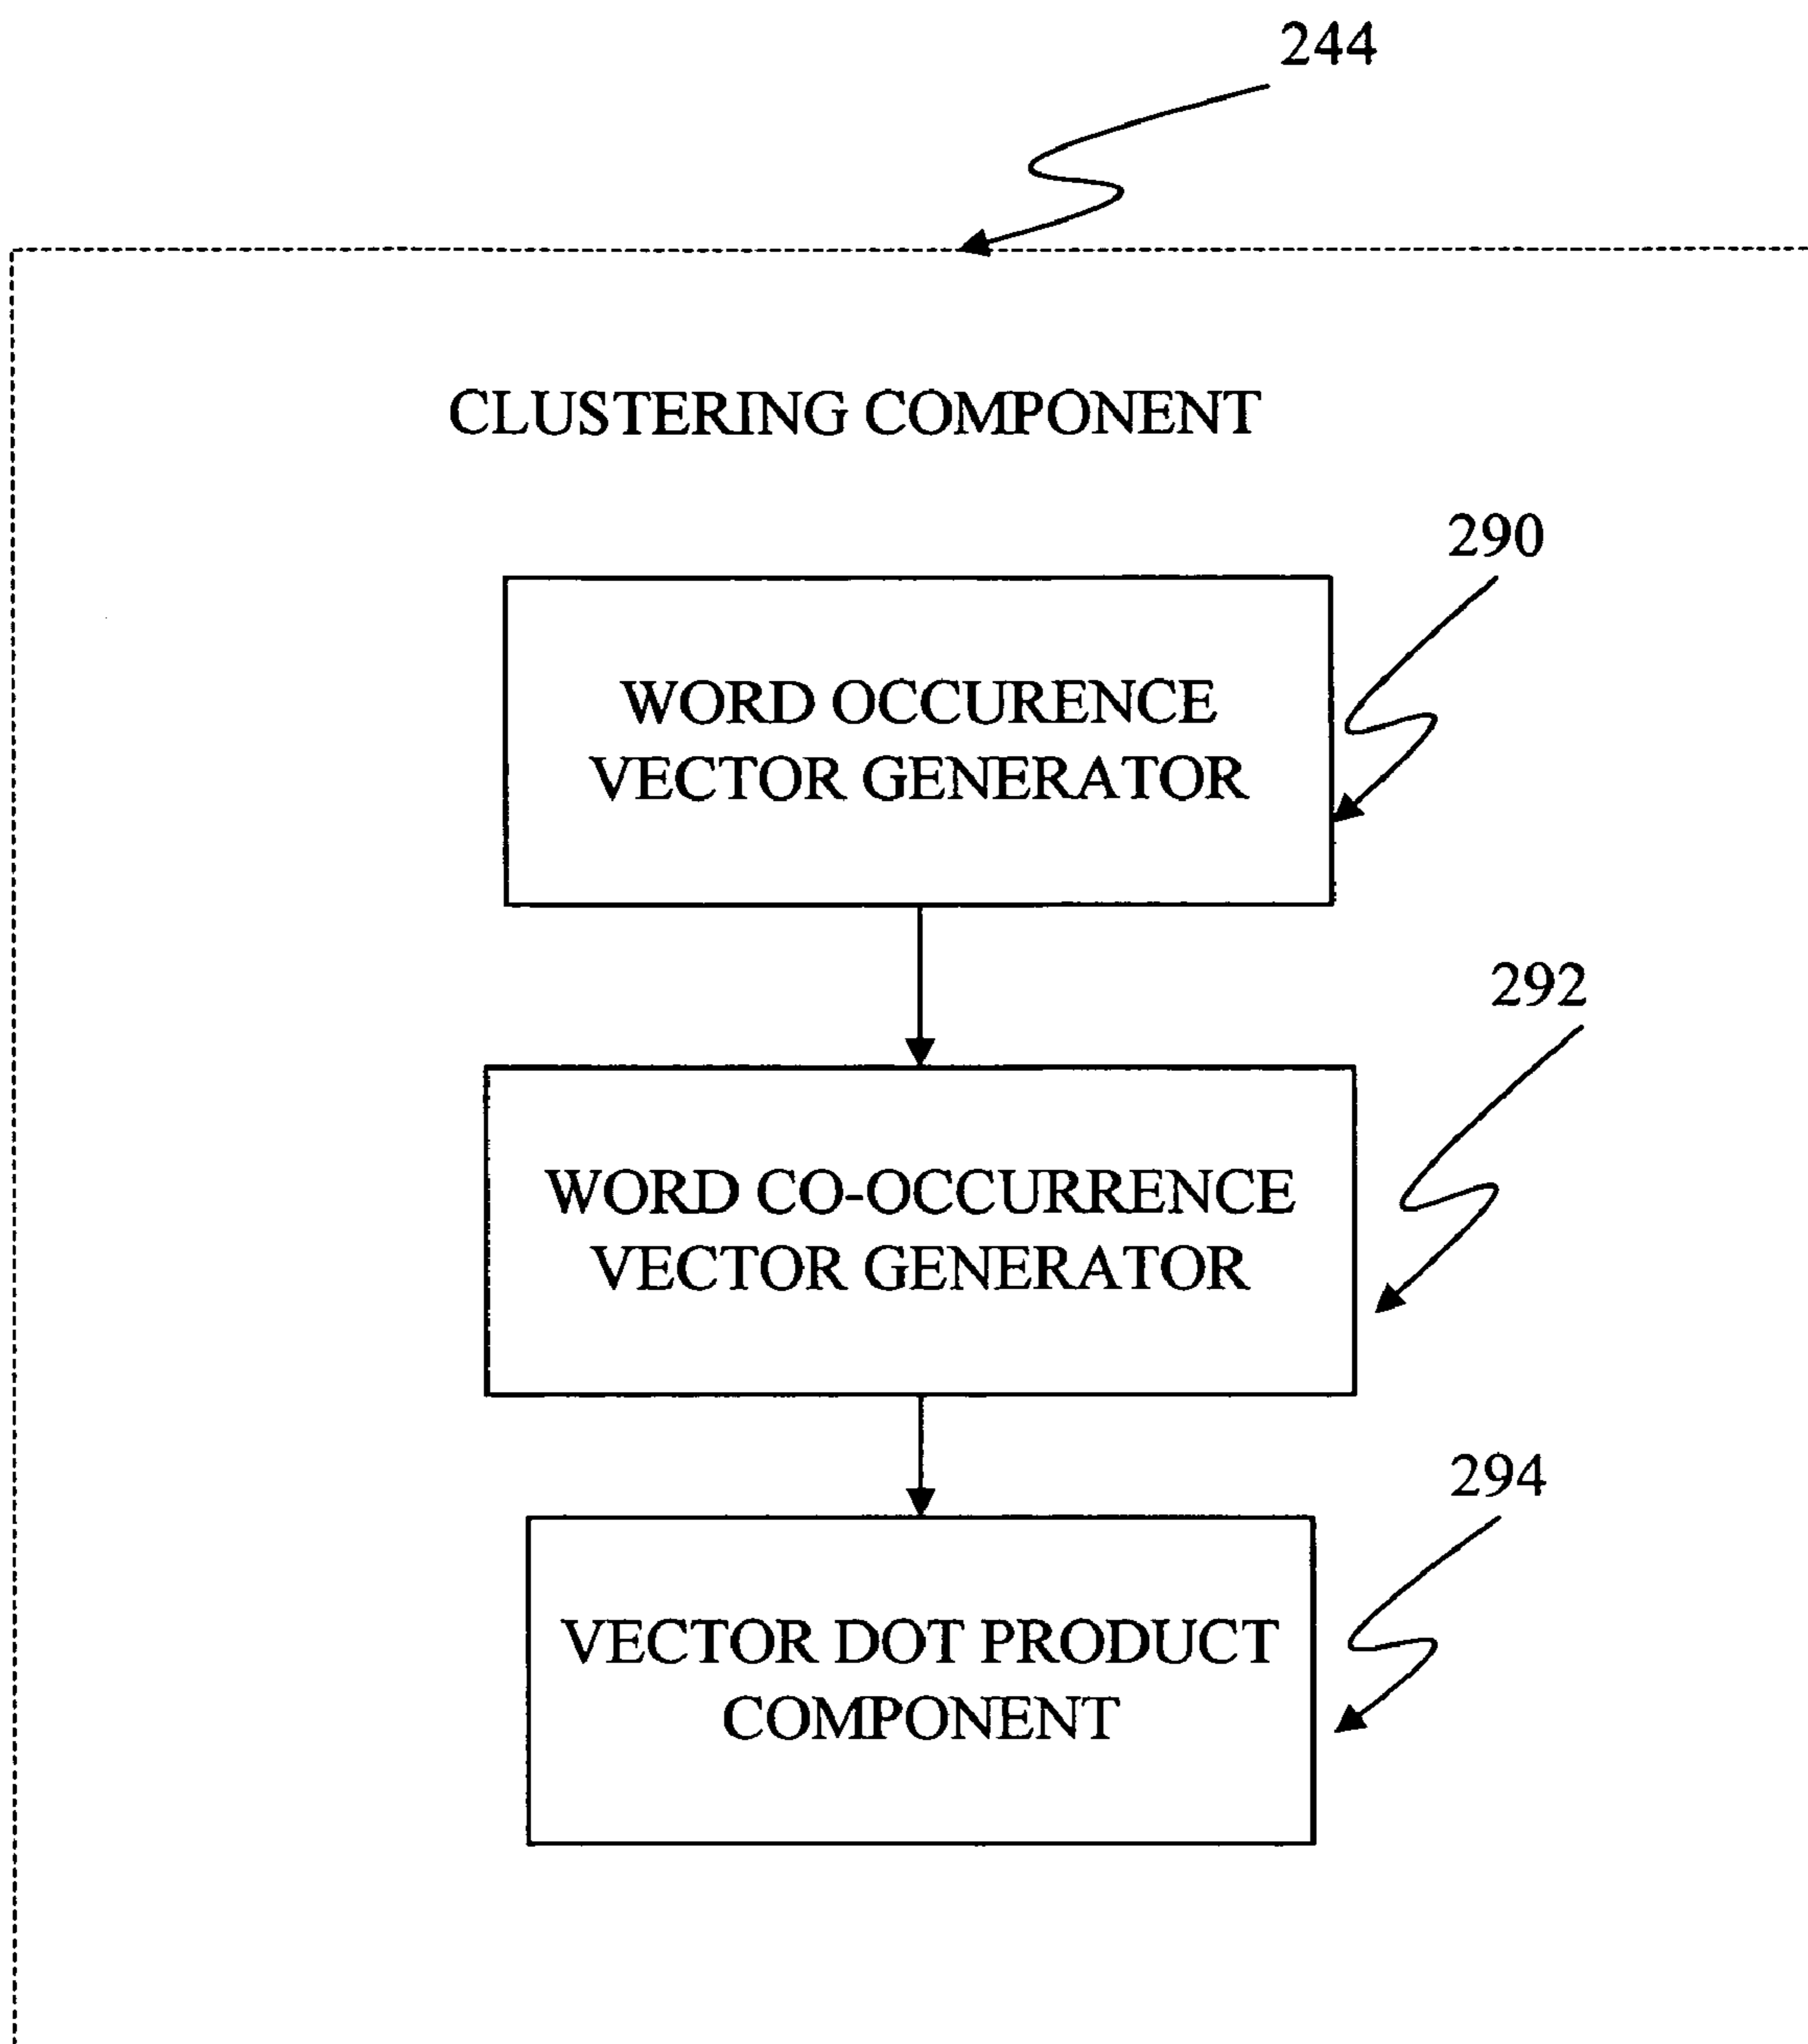 244
CLUSTERING COMPONENT
290
WORD OCCURENCE
VECTOR GENERATOR
292
WORD CO-OCCURRENCE
VECTOR GENERATOR
294
VECTOR DOT PRODUCT
COMPONENT